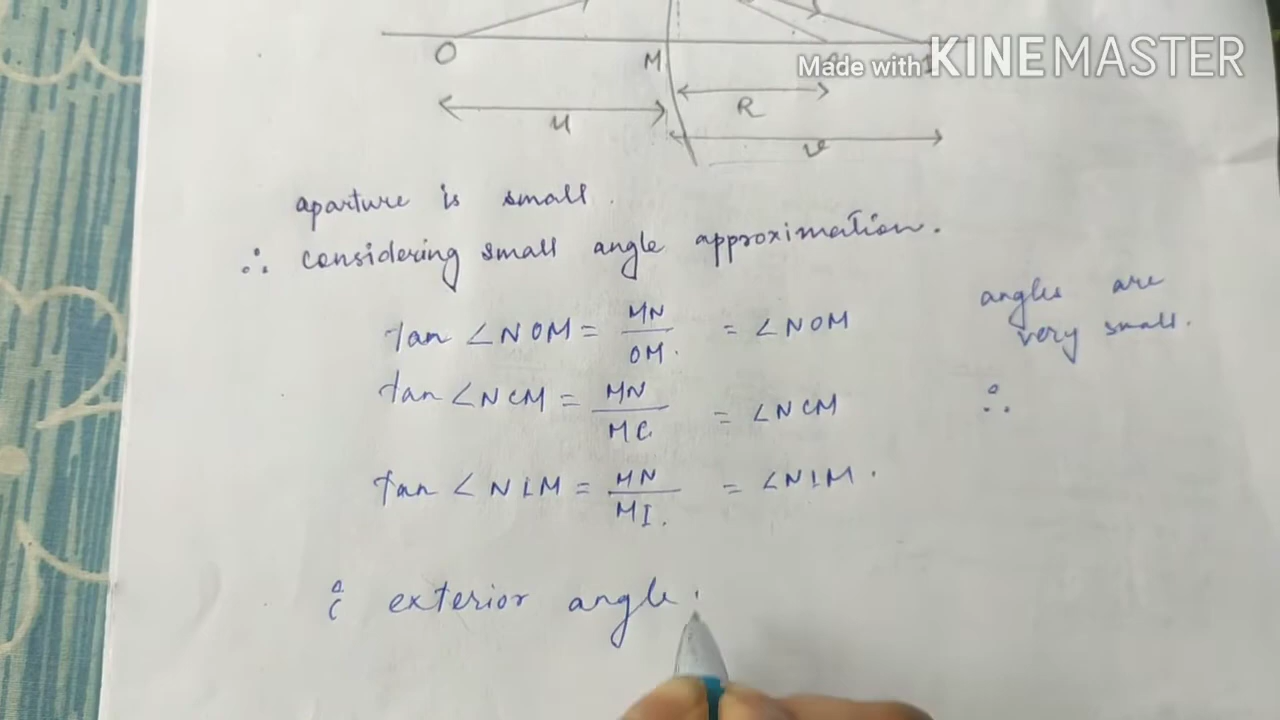 O
M
Made with KINEMASTER
R
u
v
aparture is small.
∴ considering small angle approximation.
angles are
very small.
tan ∠NOM = MN/OM. = ∠NOM
tan ∠NCM = MN/MC = ∠NCM
∴
tan ∠NIM = MN/MI. = ∠NIM.
i exterior angle.